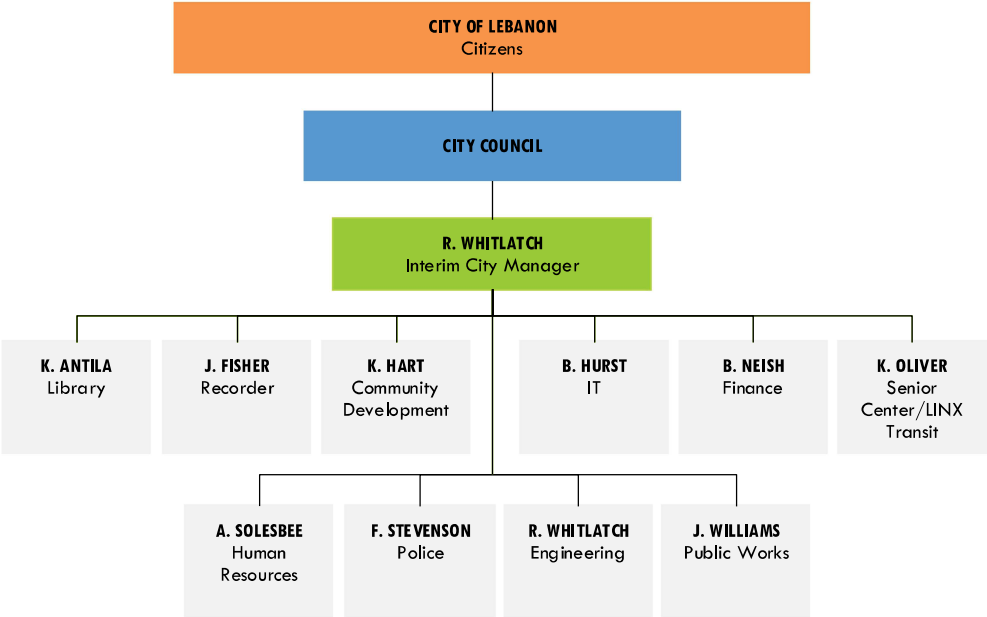 CITY OF LEBANON
Citizens
CITY COUNCIL
R. WHITLATCH
Interim City Manager
K. ANTILA
Library
J. FISHER
Recorder
K. HART
Community
Development
B. HURST
IT
B. NEISH
Finance
K. OLIVER
Senior
Center/LINX
Transit
A. SOLESBEE
Human
Resources
F. STEVENSON
Police
R. WHITLATCH
Engineering
J. WILLIAMS
Public Works